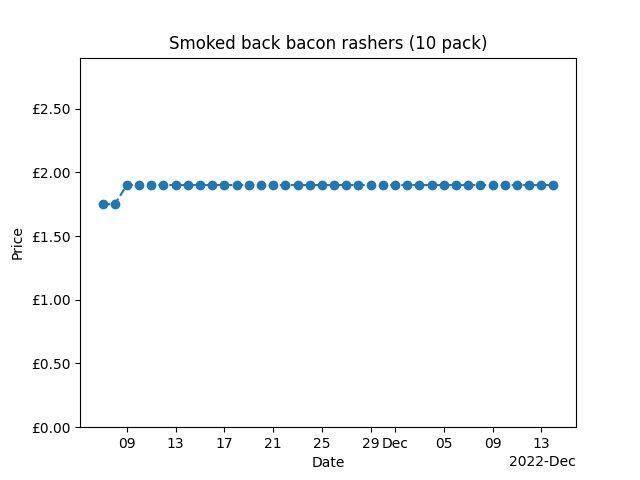 Smoked back bacon rashers (10 pack)
£2.50
£2.00
£1.50
£1.00
£0.50
£0.00
Price
09 13 17 21 25 29 Dec 05 09 13
Date
2022-Dec